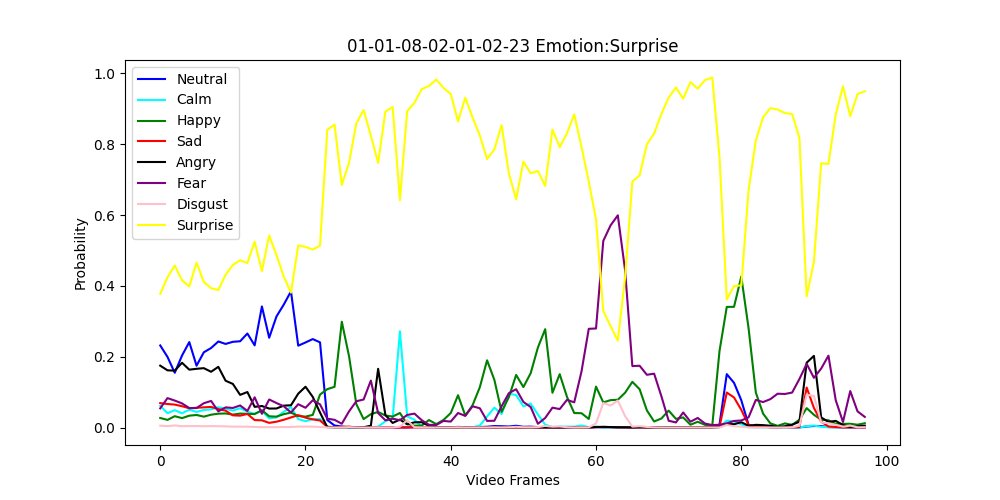 01-01-08-02-01-02-23 Emotion:Surprise
1.0
0.8
0.6
0.4
0.2
0.0
Probability
Neutral
Calm
Happy
Sad
Angry
Fear
Disgust
Surprise
0 20 40 60 80 100
Video Frames